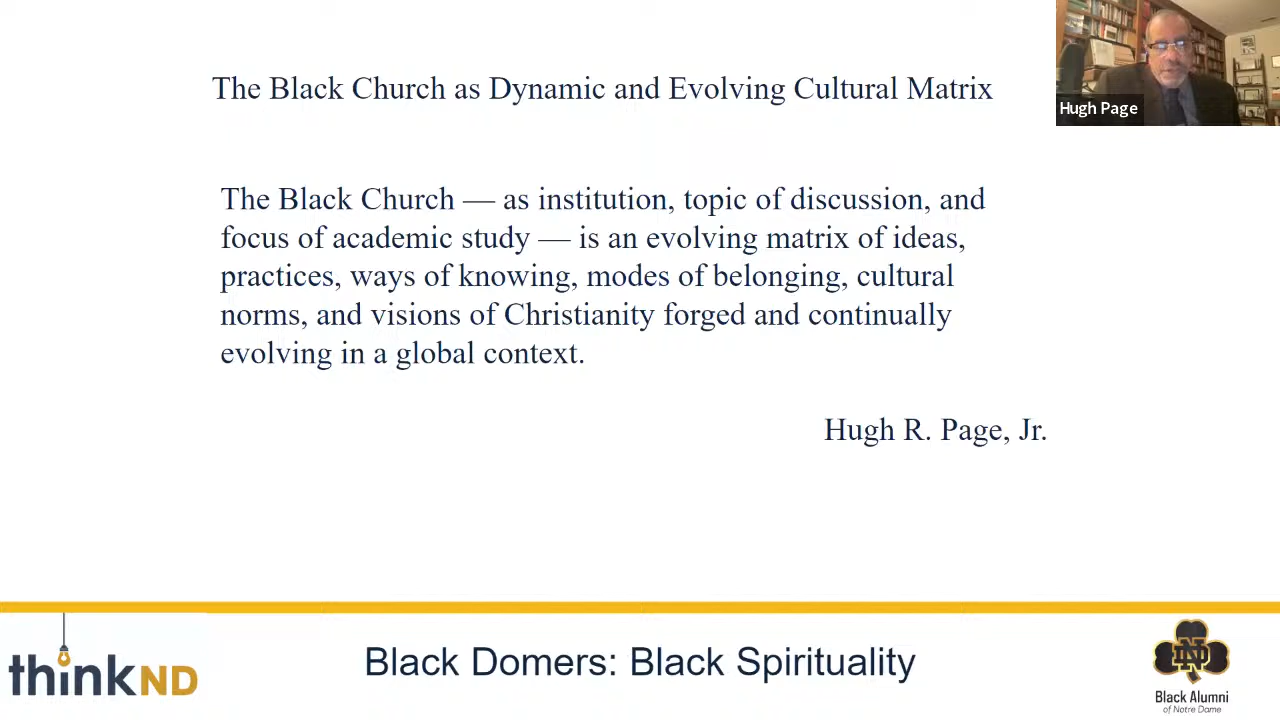 The Black Church as Dynamic and Evolving Cultural Matrix
Hugh Page
The Black Church — as institution, topic of discussion, and
focus of academic study — is an evolving matrix of ideas,
practices, ways of knowing, modes of belonging, cultural
norms, and visions of Christianity forged and continually
evolving in a global context.
Hugh R. Page, Jr.
thinkND
Black Domers: Black Spirituality
ND
Black Alumni
of Notre Dame